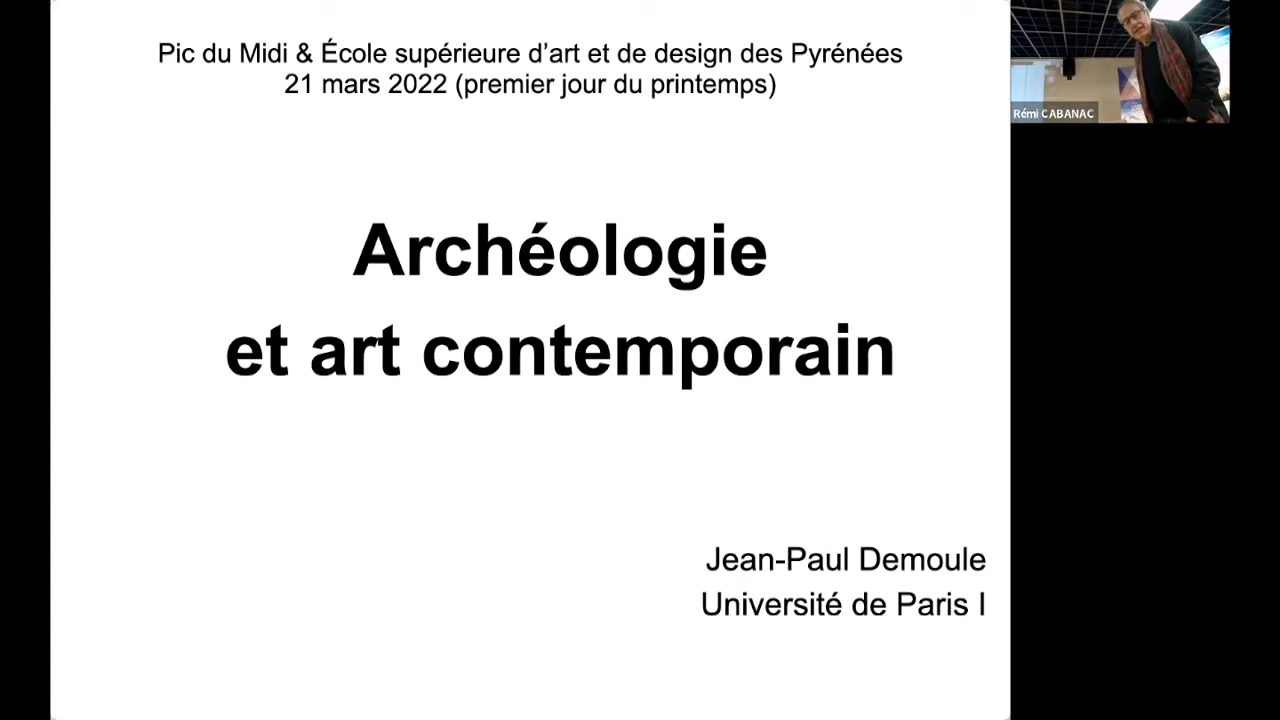 Pic du Midi & École supérieure d’art et de design des Pyrénées
21 mars 2022 (premier jour du printemps)
Rémi CABANAC
Archéologie
et art contemporain
Jean-Paul Demoule
Université de Paris I